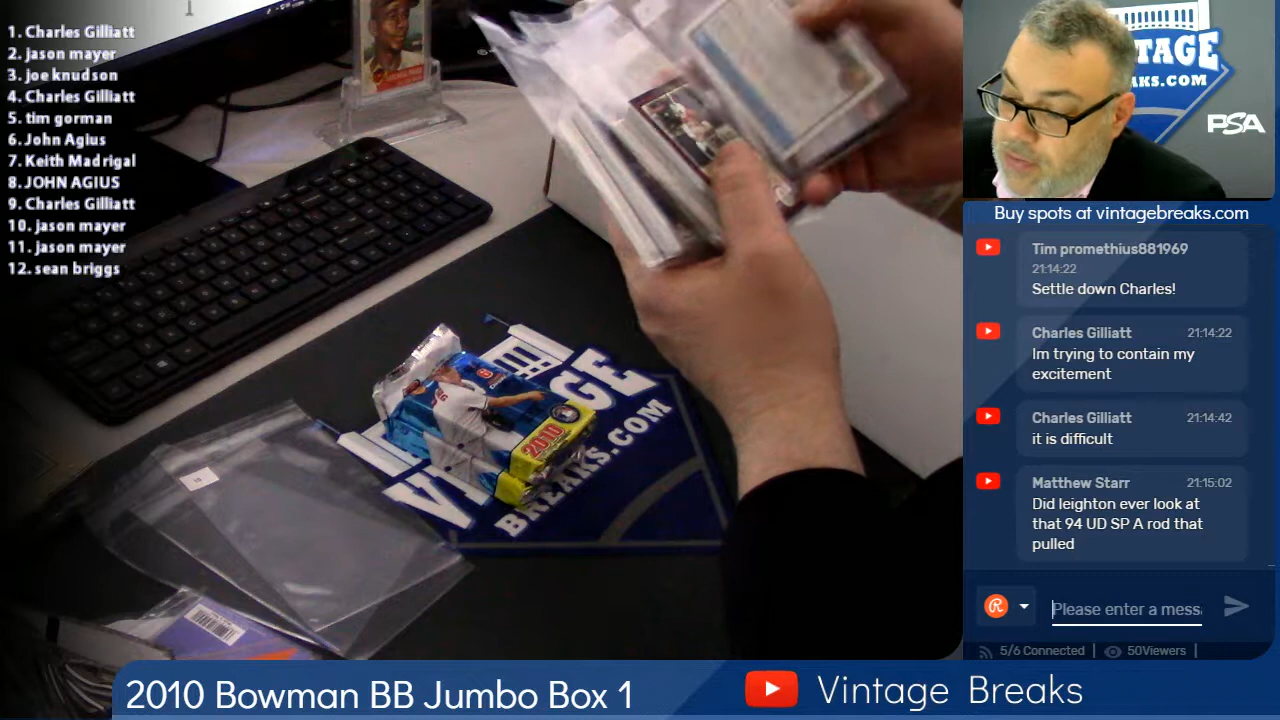 1. Charles Gilliatt
2. jason mayer
3. joe knudson
4. Charles Gilliatt
5. tim gorman
6. John Agius
7. Keith Madrigal
8. JOHN AGIUS
9. Charles Gilliatt
10. jason mayer
11. jason mayer
12. sean briggs
TAGE
AKS.COM
PSA
Buy spots at vintagebreaks.com
Tim promethius881969
21:14:22
Settle down Charles!
Charles Gilliatt 21:14:22
Im trying to contain my
excitement
Charles Gilliatt 21:14:42
it is difficult
Matthew Starr 21:15:02
Did leighton ever look at
that 94 UD SP A rod that
pulled
Please enter a mess
5/6 Connected | 50Viewers |
2010
VI GE
BREAKS.COM
2010 Bowman BB Jumbo Box 1
Vintage Breaks